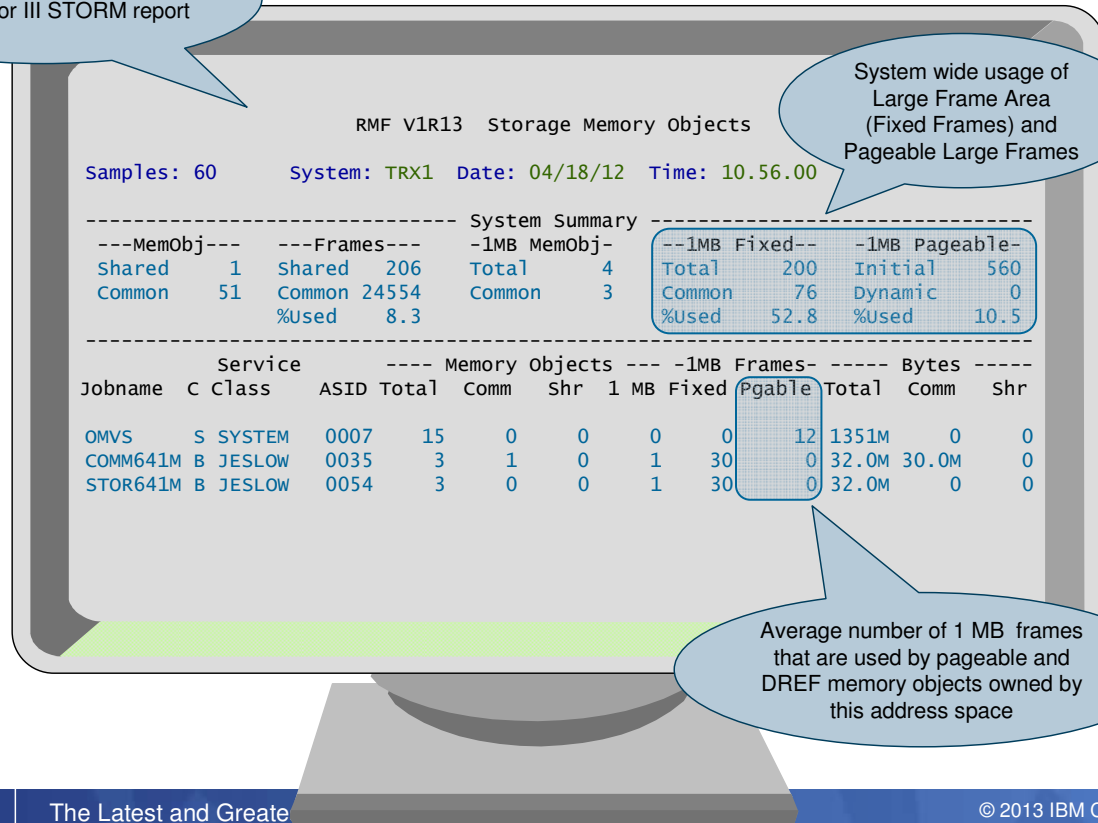 or III STORM report
System wide usage of
Large Frame Area
(Fixed Frames) and
Pageable Large Frames
RMF V1R13  Storage Memory Objects
Samples: 60  System: TRX1  Date: 04/18/12  Time: 10.56.00
------------------------------ System Summary -------------------------------
---MemObj---  ---Frames---  -1MB MemObj-  --1MB Fixed--  -1MB Pageable-
Shared 1  Shared 206  Total 4  Total 200  Initial 560
Common 51  Common 24554  Common 3  Common 76  Dynamic 0
%Used 8.3  %Used 52.8  %Used 10.5
-----------------------------------------------------------------------------
Service  ---- Memory Objects --- -1MB Frames- ----- Bytes -----
Jobname  C Class  ASID Total  Comm  Shr  1 MB Fixed Pgable Total  Comm  Shr
OMVS  S SYSTEM  0007  15  0  0  0  0  12 1351M  0  0
COMM641M B JESLOW  0035  3  1  0  1  30  0 32.0M 30.0M  0
STOR641M B JESLOW  0054  3  0  0  1  30  0 32.0M  0  0
Average number of 1 MB frames
that are used by pageable and
DREF memory objects owned by
this address space
The Latest and Greate
© 2013 IBM